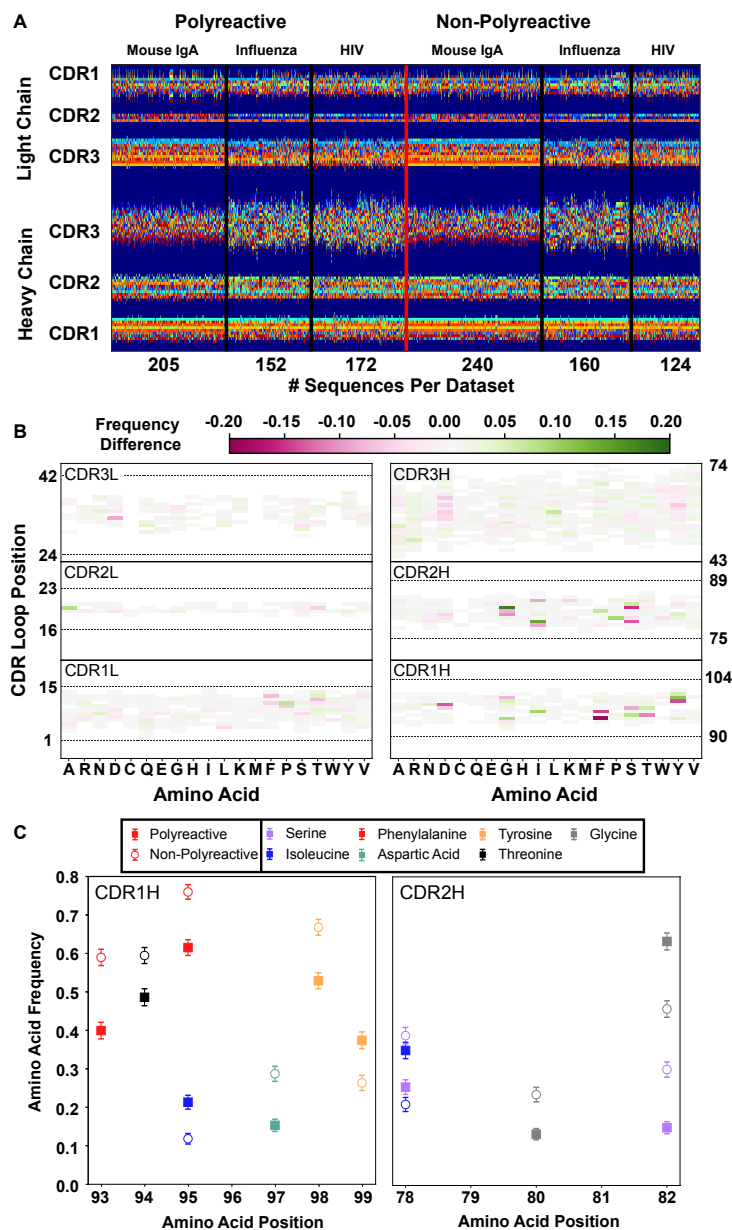 A
Polyreactive Non-Polyreactive
Mouse IgA Influenza HIV Mouse IgA Influenza HIV
Light Chain
CDR1
CDR2
CDR3
Heavy Chain
CDR3
CDR2
CDR1
205 152 172 240 160 124
# Sequences Per Dataset
B
Frequency Difference
-0.20 -0.15 -0.10 -0.05 0.00 0.05 0.10 0.15 0.20
CDR Loop Position
CDR3L
42
24
CDR2L
23
16
CDR1L
15
1
A R N D C Q E G H I L K M F P S T W Y V
Amino Acid
CDR3H
74
43
CDR2H
89
75
CDR1H
104
90
A R N D C Q E G H I L K M F P S T W Y V
Amino Acid
C
Polyreactive
Non-Polyreactive
Serine Phenylalanine Tyrosine Glycine
Isoleucine Aspartic Acid Threonine
Amino Acid Frequency
0.8
0.7
0.6
0.5
0.4
0.3
0.2
0.1
0.0
CDR1H
93 94 95 96 97 98 99
Amino Acid Position
CDR2H
78 79 80 81 82
Amino Acid Position